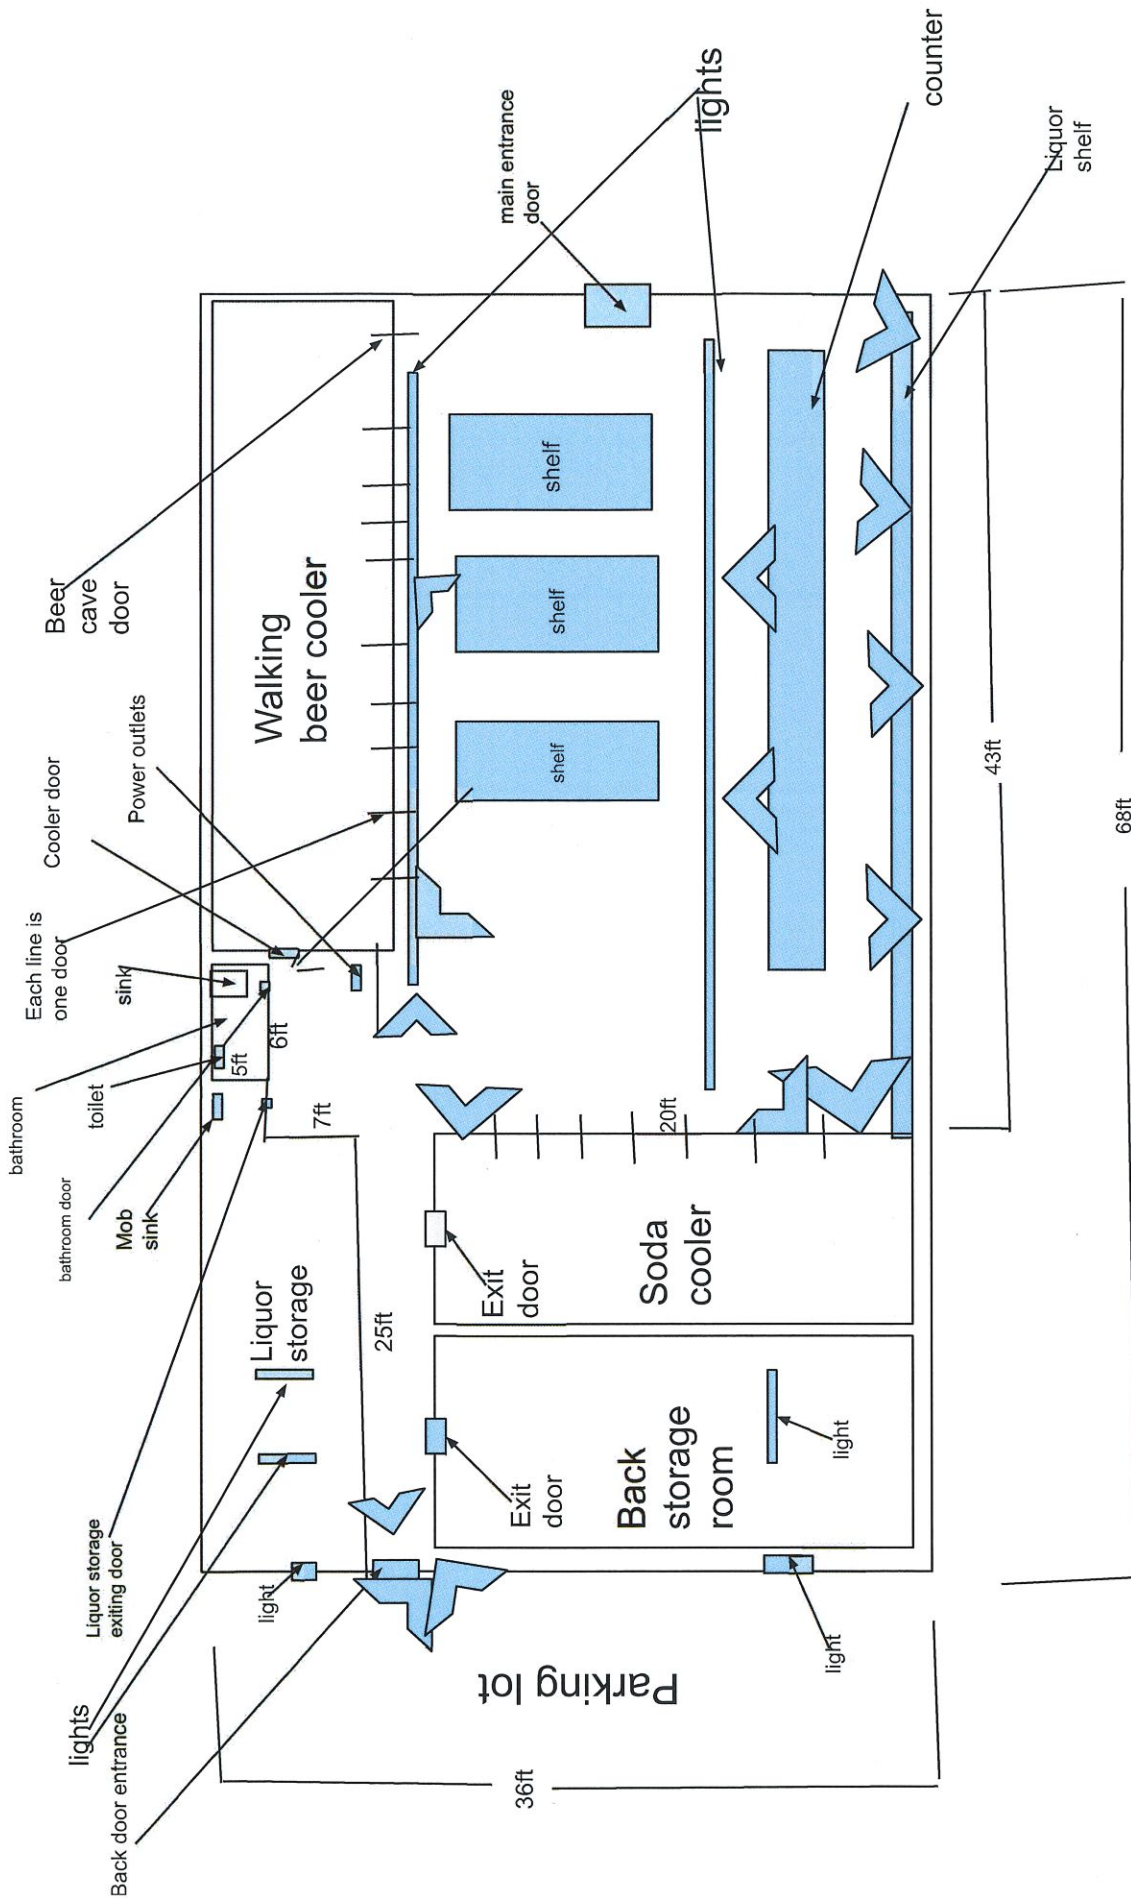 Back door entrance
lights
Liquor storage
exiting door
Mob
sink
bathroom door
toilet
bathroom
sink
Each line is
one door
Cooler door
Power outlets
Beer
cave
door
main entrance
door
lights
counter
Liquor
shelf
Walking
beer cooler
shelf
shelf
shelf
5ft
6ft
7ft
25ft
20ft
Liquor
storage
light
Exit
door
Exit
door
Soda
cooler
Back
storage
room
light
light
Parking lot
36ft
43ft
68ft